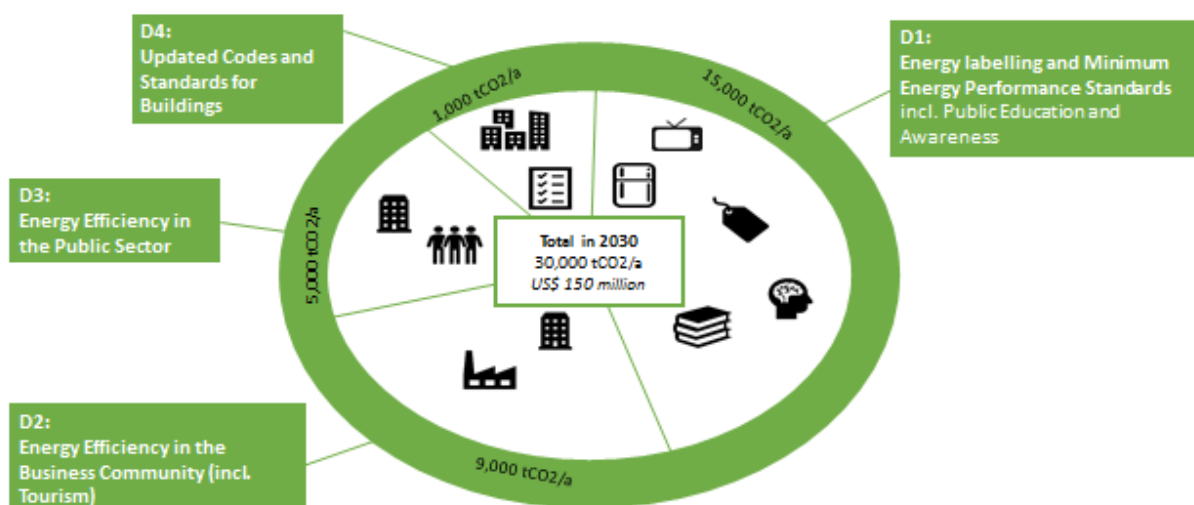 D4:
Updated Codes and
Standards for
Buildings
1,000 tCO2/a
15,000 tCO2/a
D1:
Energy labelling and Minimum
Energy Performance Standards
incl. Public Education and
Awareness
D3:
Energy Efficiency in
the Public Sector
5,000 tCO2/a
Total in 2030
30,000 tCO2/a
US$ 150 million
D2:
Energy Efficiency in the
Business Community (incl.
Tourism)
9,000 tCO2/a